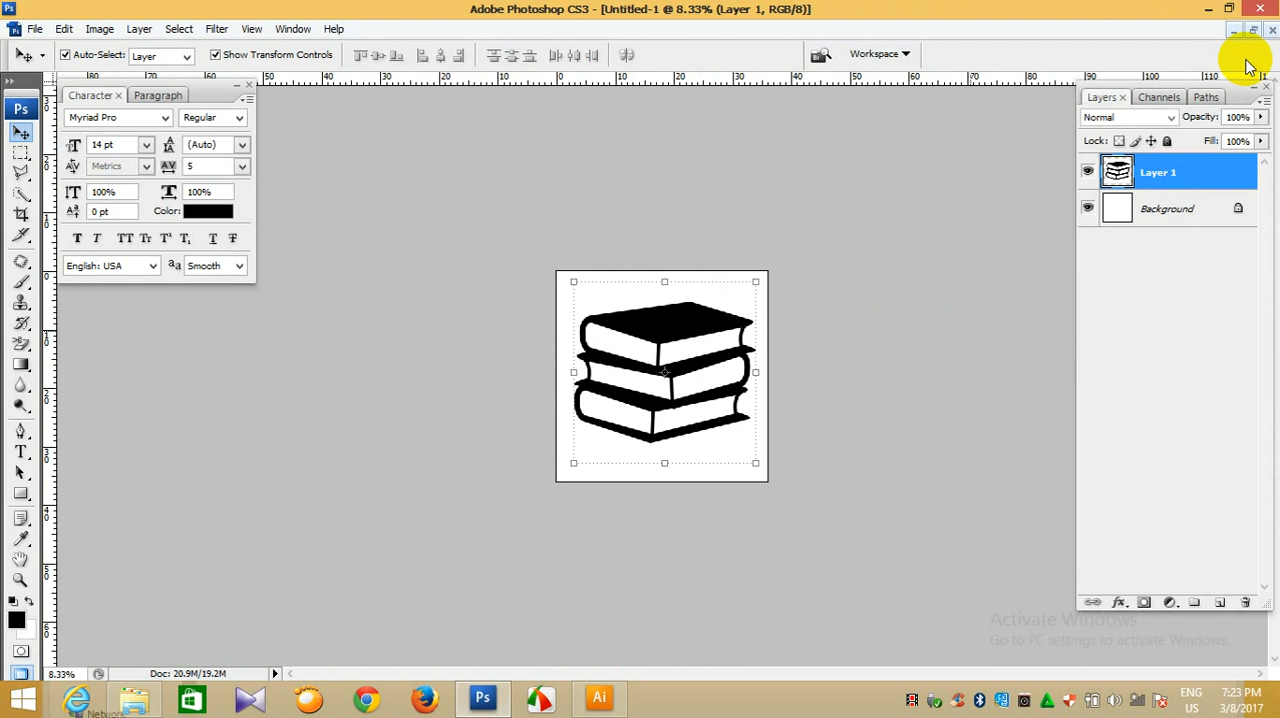 Adobe Photoshop CS3 - [Untitled-1 @ 8.33% (Layer 1, RGB/8)]
File Edit Image Layer Select Filter View Window Help
Auto-Select: Layer Show Transform Controls Workspace
Character Paragraph
Myriad Pro Regular
14 pt (Auto)
Metrics 5
100% 100%
0 pt Color:
English: USA Smooth
Layers Channels Paths
Normal Opacity: 100%
Lock: Fill: 100%
Layer 1
Background
Activate Windows
Go to PC settings to activate Windows.
8.33% Doc: 20.9M/19.2M
Ps Ai
ENG 7:23 PM
US 3/8/2017
Network